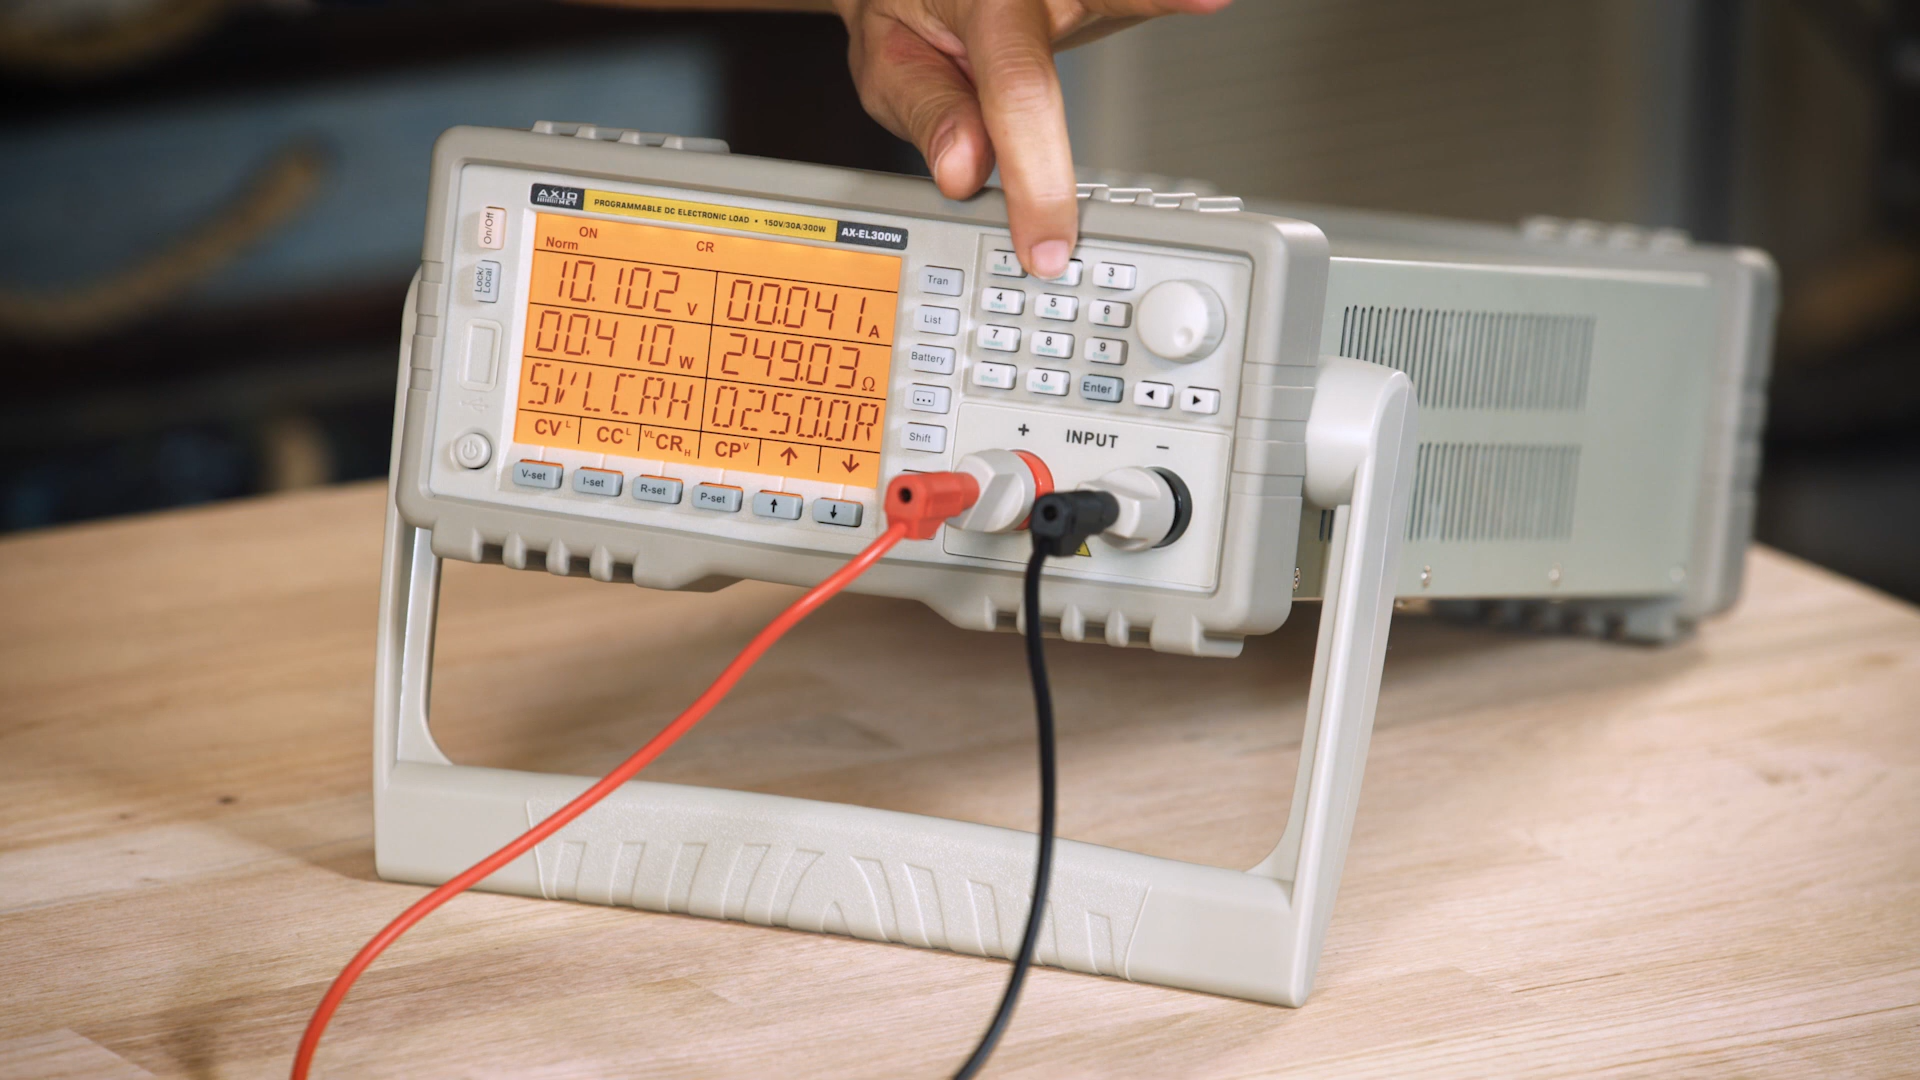 AXIO
MET
PROGRAMMABLE DC ELECTRONIC LOAD • 150V/30A/300W
AX-EL300W
On/Off
Lock/
Local
ON
Norm
CR
10.102 V
00.041 A
00.410 W
249.03 Ω
SVLCRH
0250.0R
CV L
CC L
VL CR H
CP V
↑
↓
V-set
I-set
R-set
P-set
↑
↓
Tran
List
Battery
...
Shift
1
3
4
5
6
7
8
9
.
0
Enter
◀
▶
+ INPUT −